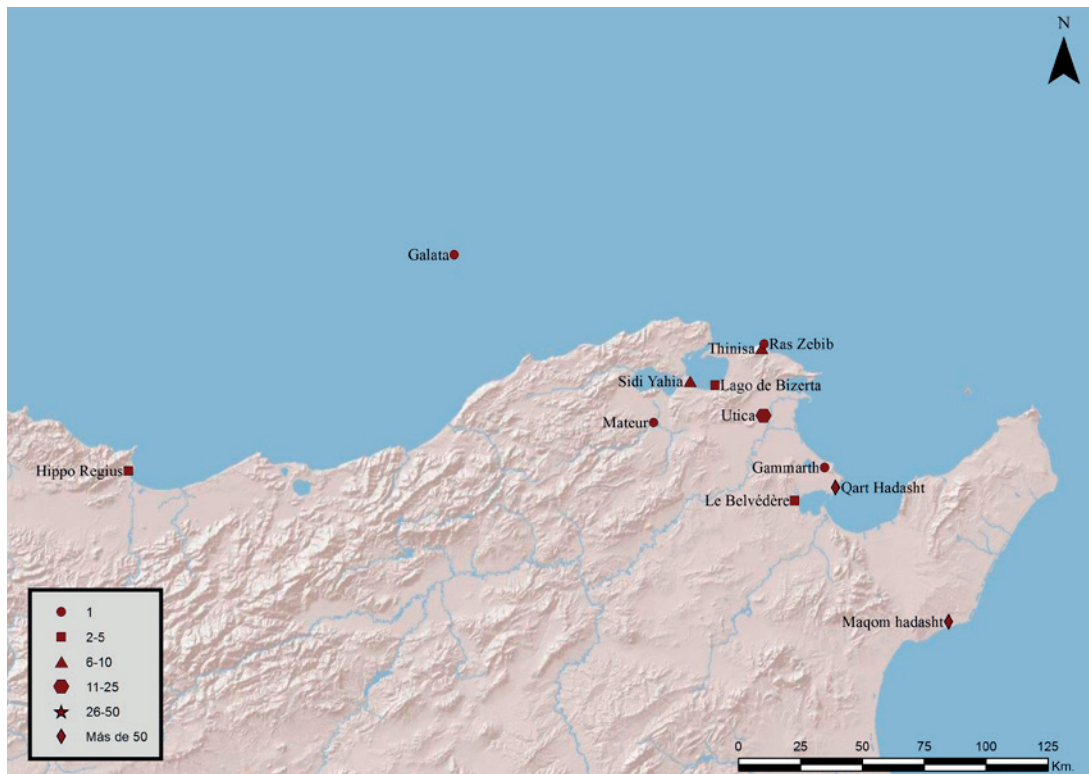 N
Galata
Ras Zebib
Thinisa
Sidi Yahia
Lago de Bizerta
Utica
Mateur
Gammarth
Hippo Regius
Qart Hadasht
Le Belvédère
Maqom hadasht
1
2-5
6-10
11-25
26-50
Más de 50
0 25 50 75 100 125
Km.